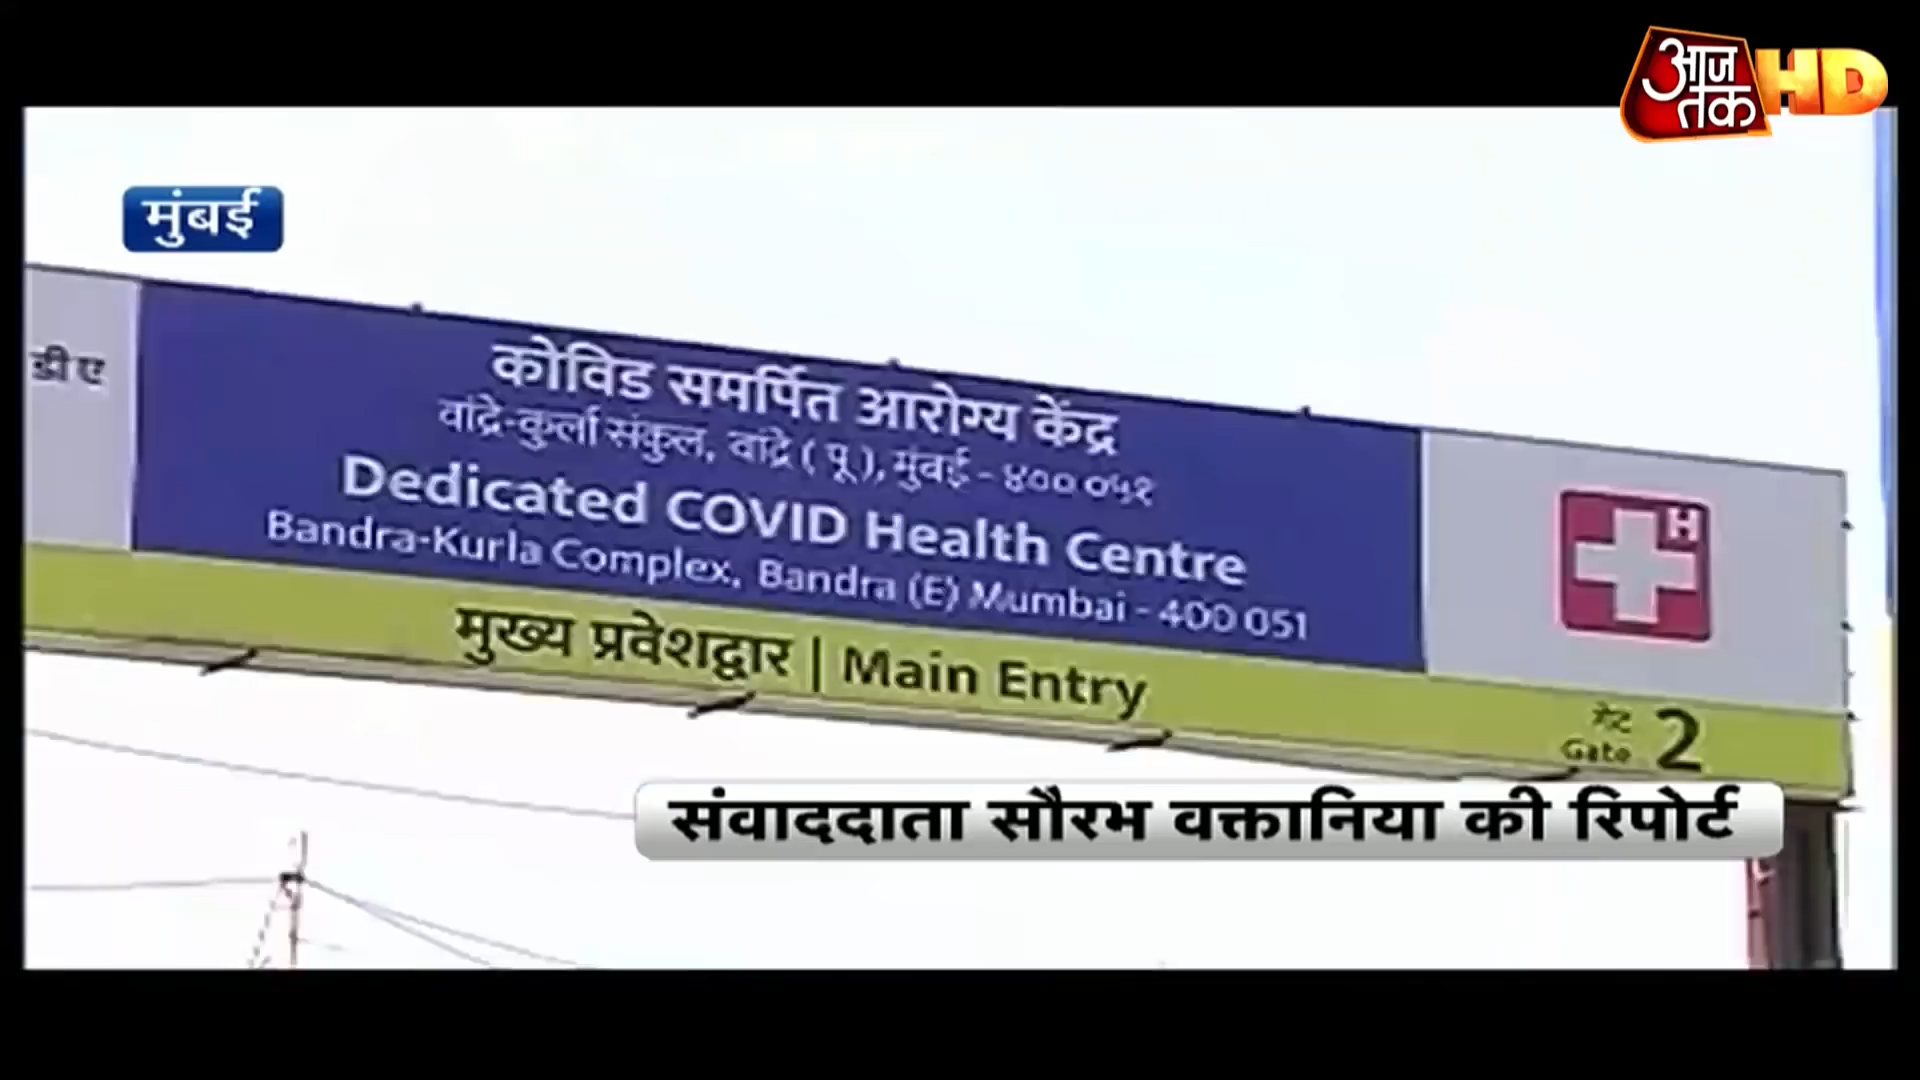 आज तक HD
मुंबई
डी ए
कोविड समर्पित आरोग्य केंद्र
वांद्रे-कुर्ला संकुल, वांद्रे ( पू ), मुंबई - ४०० ०५१
Dedicated COVID Health Centre
Bandra-Kurla Complex, Bandra (E) Mumbai - 400 051
H
मुख्य प्रवेशद्वार | Main Entry
गेट
Gate 2
संवाददाता सौरभ वक्तानिया की रिपोर्ट